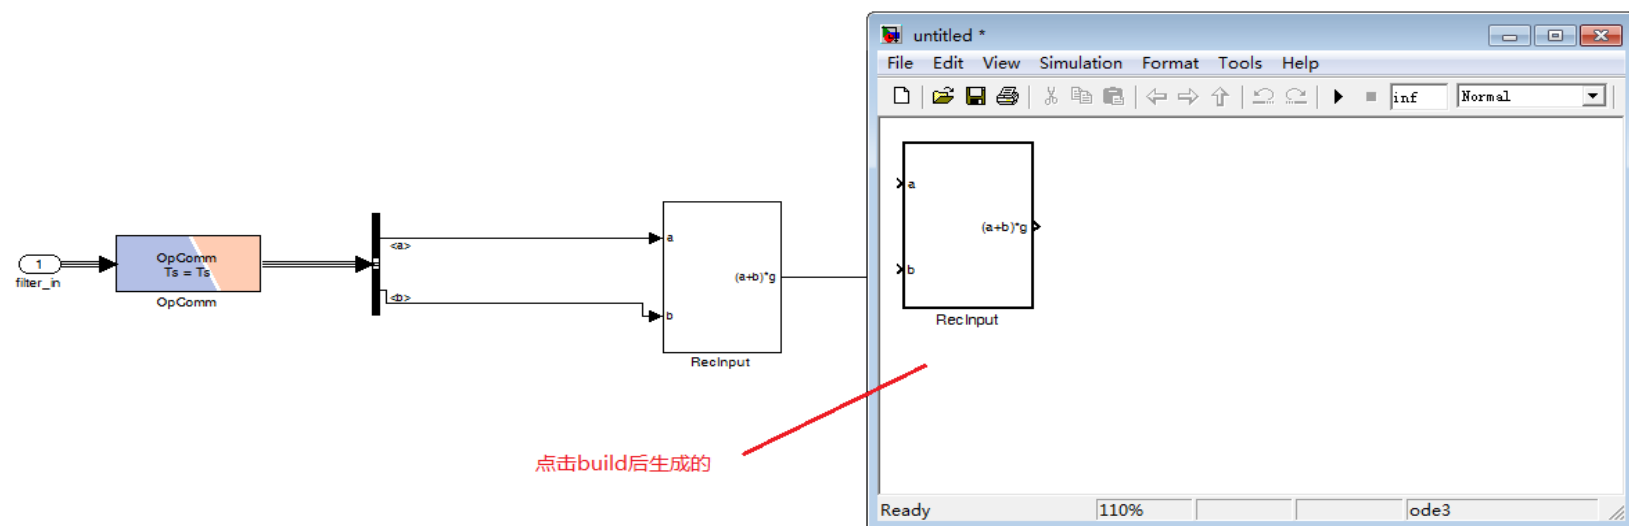 untitled *
File Edit View Simulation Format Tools Help
inf Normal
a
(a+b)*g
b
RecInput
1
filter_in
OpComm
Ts = Ts
OpComm
<a>
<b>
a
(a+b)*g
b
RecInput
点击build后生成的
Ready 110% ode3